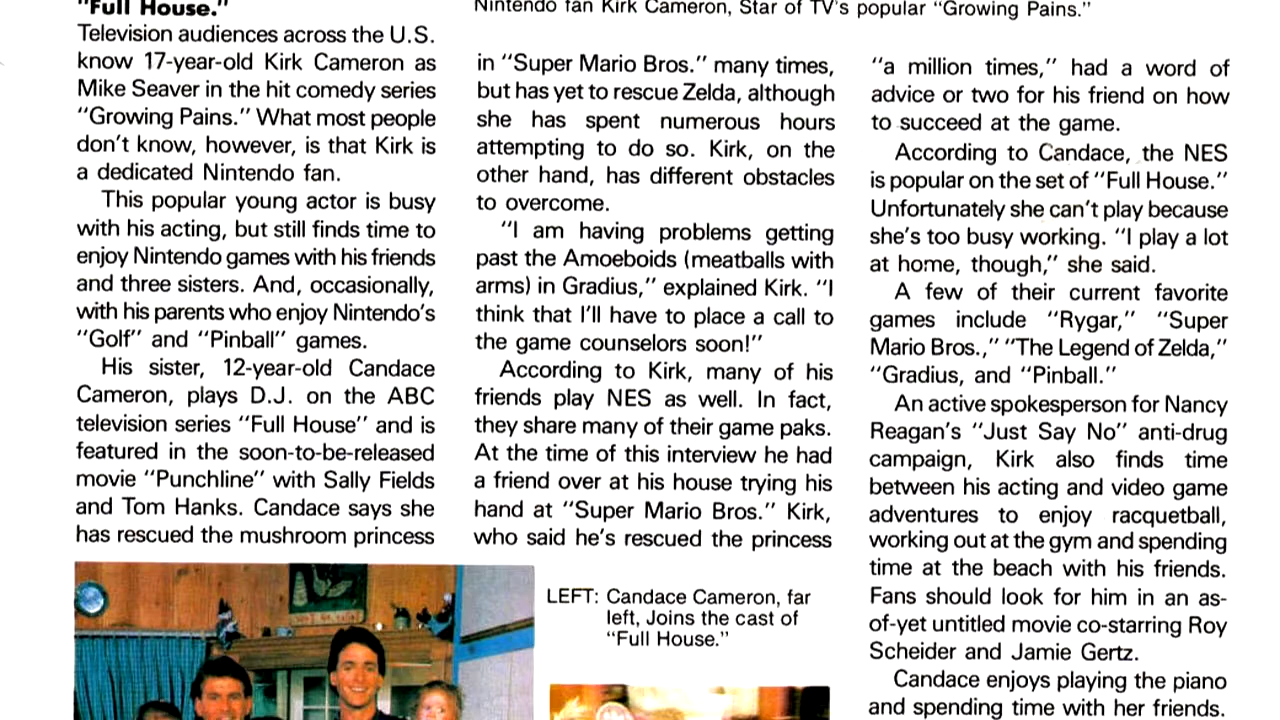 "Full House."
Television audiences across the U.S.
know 17-year-old Kirk Cameron as
Mike Seaver in the hit comedy series
"Growing Pains." What most people
don't know, however, is that Kirk is
a dedicated Nintendo fan.
This popular young actor is busy
with his acting, but still finds time to
enjoy Nintendo games with his friends
and three sisters. And, occasionally,
with his parents who enjoy Nintendo's
"Golf" and "Pinball" games.
His sister, 12-year-old Candace
Cameron, plays D.J. on the ABC
television series "Full House" and is
featured in the soon-to-be-released
movie "Punchline" with Sally Fields
and Tom Hanks. Candace says she
has rescued the mushroom princess
Nintendo fan Kirk Cameron, Star of TV's popular "Growing Pains."
in "Super Mario Bros." many times,
but has yet to rescue Zelda, although
she has spent numerous hours
attempting to do so. Kirk, on the
other hand, has different obstacles
to overcome.
"I am having problems getting
past the Amoeboids (meatballs with
arms) in Gradius," explained Kirk. "I
think that I'll have to place a call to
the game counselors soon!"
According to Kirk, many of his
friends play NES as well. In fact,
they share many of their game paks.
At the time of this interview he had
a friend over at his house trying his
hand at "Super Mario Bros." Kirk,
who said he's rescued the princess
"a million times," had a word of
advice or two for his friend on how
to succeed at the game.
According to Candace, the NES
is popular on the set of "Full House."
Unfortunately she can't play because
she's too busy working. "I play a lot
at home, though," she said.
A few of their current favorite
games include "Rygar," "Super
Mario Bros.," "The Legend of Zelda,"
"Gradius, and "Pinball."
An active spokesperson for Nancy
Reagan's "Just Say No" anti-drug
campaign, Kirk also finds time
between his acting and video game
adventures to enjoy racquetball,
working out at the gym and spending
time at the beach with his friends.
Fans should look for him in an as-
of-yet untitled movie co-starring Roy
Scheider and Jamie Gertz.
Candace enjoys playing the piano
and spending time with her friends.
LEFT: Candace Cameron, far
left, Joins the cast of
"Full House."